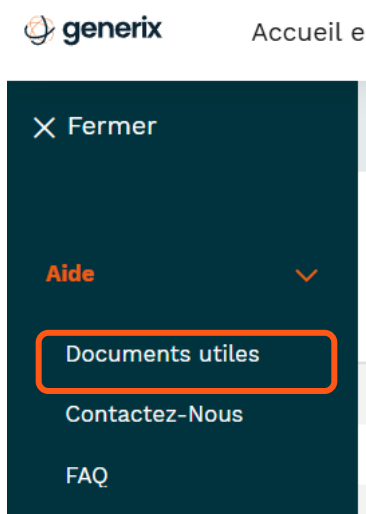 generix
Accueil e
Fermer
Aide
Documents utiles
Contactez-Nous
FAQ